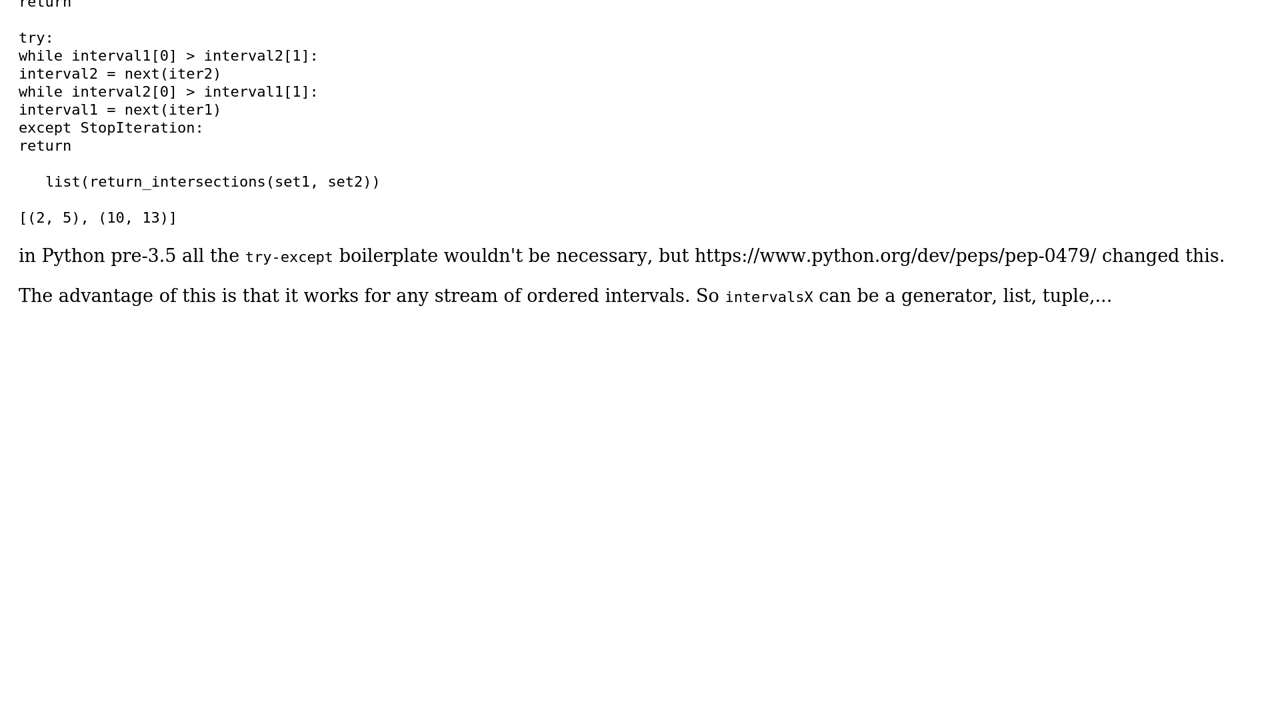 return
try:
while interval1[0] > interval2[1]:
interval2 = next(iter2)
while interval2[0] > interval1[1]:
interval1 = next(iter1)
except StopIteration:
return
list(return_intersections(set1, set2))
[(2, 5), (10, 13)]
in Python pre-3.5 all the try-except boilerplate wouldn't be necessary, but https://www.python.org/dev/peps/pep-0479/ changed this.
The advantage of this is that it works for any stream of ordered intervals. So intervalsX can be a generator, list, tuple,...